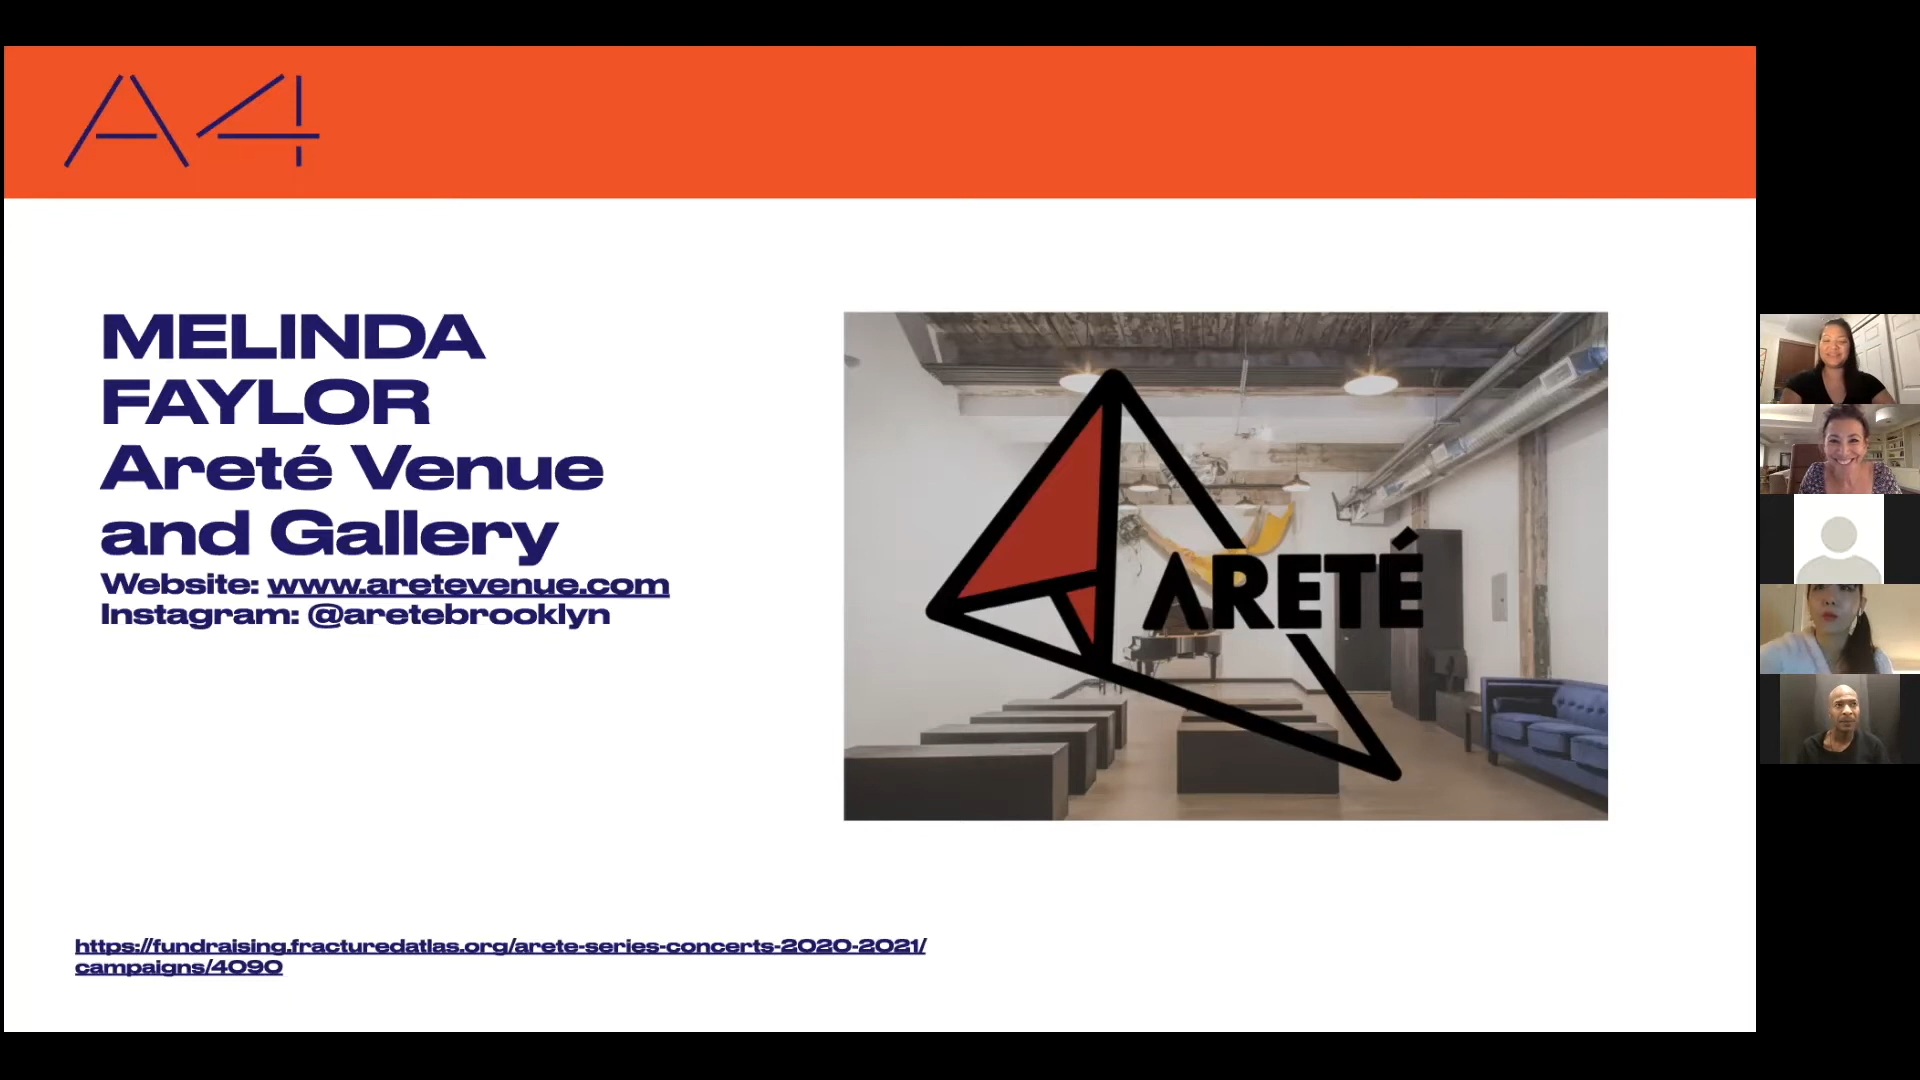 A4
MELINDA
FAYLOR
Areté Venue
and Gallery
Website: www.aretevenue.com
Instagram: @aretebrooklyn
ARETÉ
https://fundraising.fracturedatlas.org/arete-series-concerts-2020-2021/
campaigns/4090